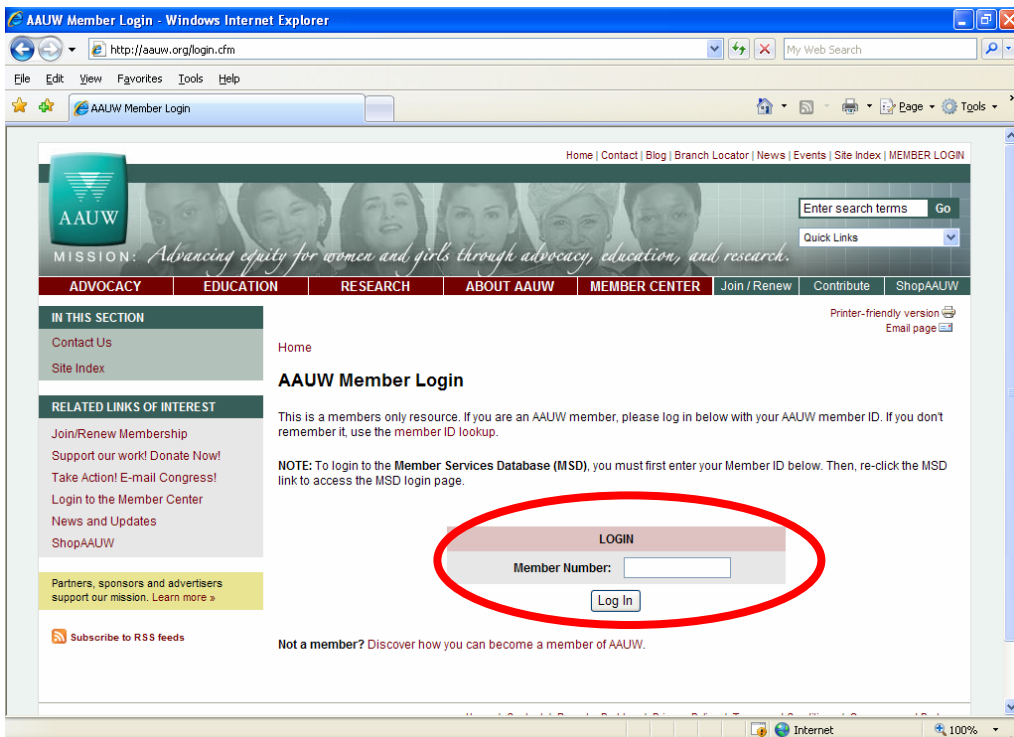 AAUW Member Login - Windows Internet Explorer
http://aauw.org/login.cfm
My Web Search
File Edit View Favorites Tools Help
AAUW Member Login
Page Tools
Home | Contact | Blog | Branch Locator | News | Events | Site Index | MEMBER LOGIN
AAUW
Enter search terms Go
Quick Links
MISSION: Advancing equity for women and girls through advocacy, education, and research.
ADVOCACY EDUCATION RESEARCH ABOUT AAUW MEMBER CENTER Join / Renew Contribute ShopAAUW
IN THIS SECTION
Contact Us
Site Index
RELATED LINKS OF INTEREST
Join/Renew Membership
Support our work! Donate Now!
Take Action! E-mail Congress!
Login to the Member Center
News and Updates
ShopAAUW
Partners, sponsors and advertisers
support our mission. Learn more »
Subscribe to RSS feeds
Printer-friendly version
Email page
Home
AAUW Member Login
This is a members only resource. If you are an AAUW member, please log in below with your AAUW member ID. If you don't
remember it, use the member ID lookup.
NOTE: To login to the Member Services Database (MSD), you must first enter your Member ID below. Then, re-click the MSD
link to access the MSD login page.
LOGIN
Member Number:
Log In
Not a member? Discover how you can become a member of AAUW.
Internet 100%